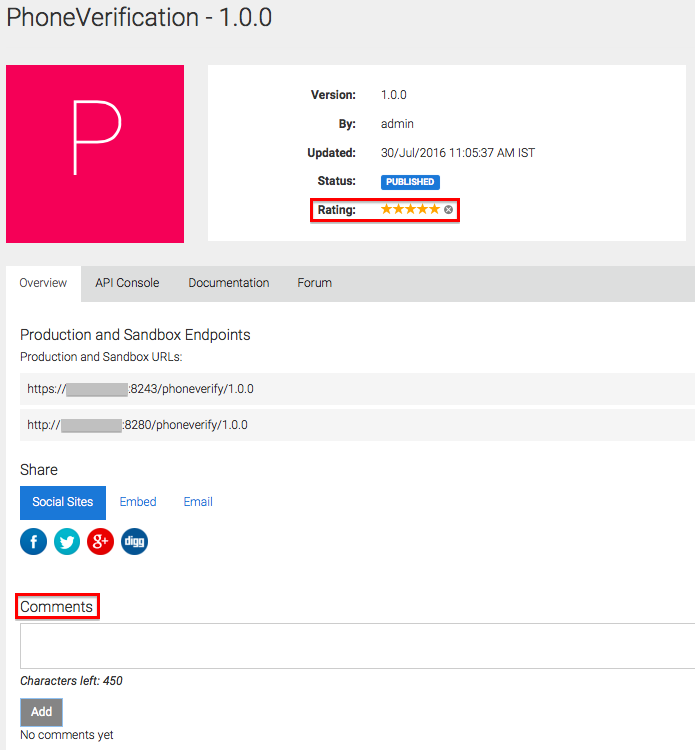 PhoneVerification - 1.0.0
P
Version: 1.0.0
By: admin
Updated: 30/Jul/2016 11:05:37 AM IST
Status: PUBLISHED
Rating:
Overview API Console Documentation Forum
Production and Sandbox Endpoints
Production and Sandbox URLs:
https:// :8243/phoneverify/1.0.0
http:// :8280/phoneverify/1.0.0
Share
Social Sites Embed Email
f g+ digg
Comments
Characters left: 450
Add
No comments yet